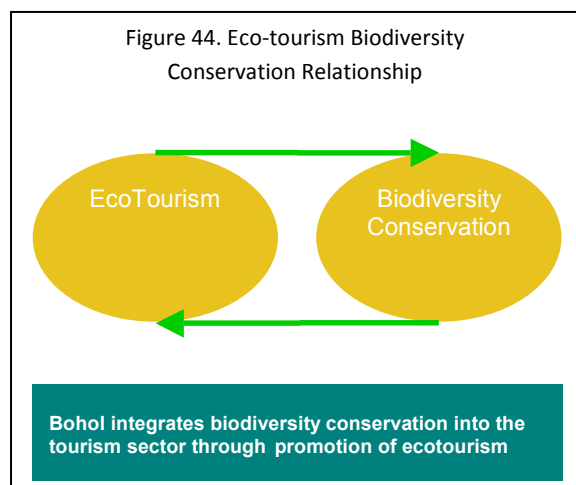 Figure 44. Eco-tourism Biodiversity
Conservation Relationship
EcoTourism
Biodiversity
Conservation
Bohol integrates biodiversity conservation into the
tourism sector through promotion of ecotourism